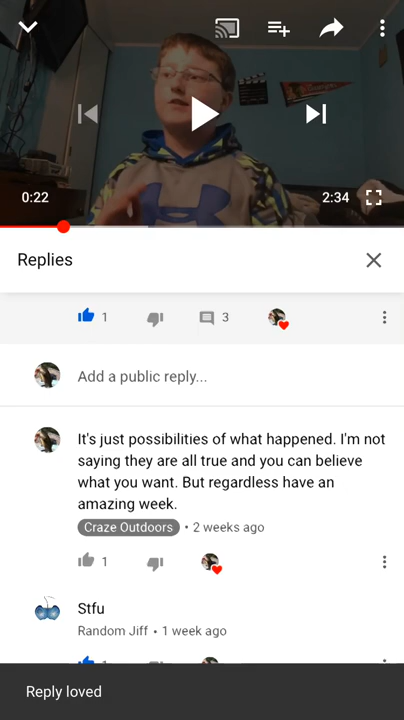 0:22
2:34
Replies
1
3
Add a public reply...
It's just possibilities of what happened. I'm not
saying they are all true and you can believe
what you want. But regardless have an
amazing week.
Craze Outdoors • 2 weeks ago
1
Stfu
Random Jiff • 1 week ago
Reply loved